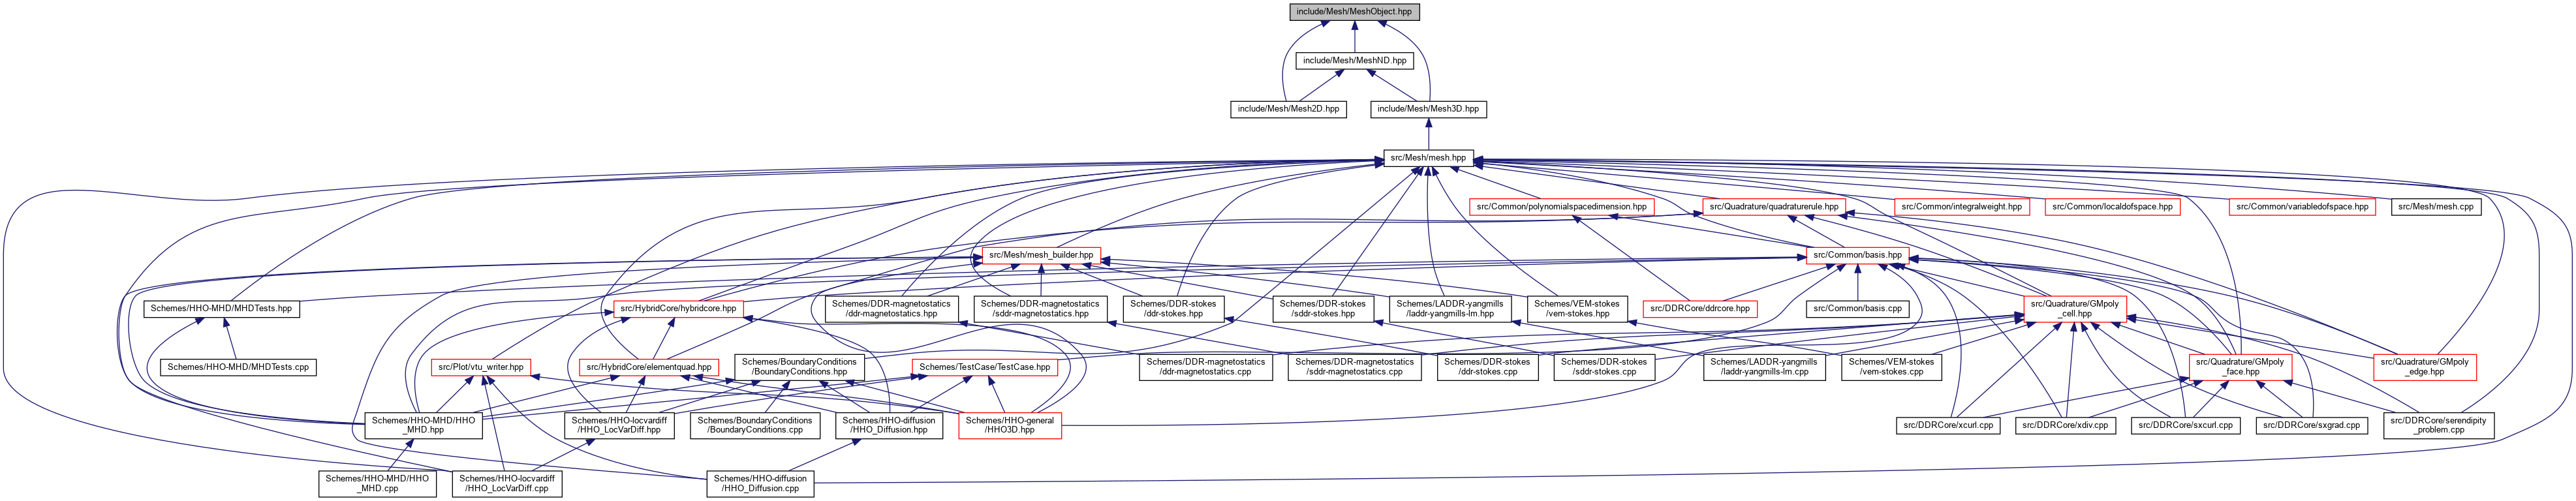 include/Mesh/MeshObject.hpp
include/Mesh/MeshND.hpp
include/Mesh/Mesh2D.hpp
include/Mesh/Mesh3D.hpp
src/Mesh/mesh.hpp
src/Common/polynomialspacedimension.hpp
src/Quadrature/quadraturerule.hpp
src/Common/integralweight.hpp
src/Common/localdofspace.hpp
src/Common/variabledofspace.hpp
src/Mesh/mesh.cpp
src/Mesh/mesh_builder.hpp
src/Common/basis.hpp
Schemes/HHO-MHD/MHDTests.hpp
src/HybridCore/hybridcore.hpp
Schemes/DDR-magnetostatics
/ddr-magnetostatics.hpp
Schemes/DDR-magnetostatics
/sddr-magnetostatics.hpp
Schemes/DDR-stokes
/ddr-stokes.hpp
Schemes/DDR-stokes
/sddr-stokes.hpp
Schemes/LADDR-yangmills
/laddr-yangmills-lm.hpp
Schemes/VEM-stokes
/vem-stokes.hpp
src/DDRCore/ddrcore.hpp
src/Common/basis.cpp
src/Quadrature/GMpoly
_cell.hpp
Schemes/HHO-MHD/MHDTests.cpp
src/Plot/vtu_writer.hpp
src/HybridCore/elementquad.hpp
Schemes/BoundaryConditions
/BoundaryConditions.hpp
Schemes/TestCase/TestCase.hpp
Schemes/DDR-magnetostatics
/ddr-magnetostatics.cpp
Schemes/DDR-magnetostatics
/sddr-magnetostatics.cpp
Schemes/DDR-stokes
/ddr-stokes.cpp
Schemes/DDR-stokes
/sddr-stokes.cpp
Schemes/LADDR-yangmills
/laddr-yangmills-lm.cpp
Schemes/VEM-stokes
/vem-stokes.cpp
src/Quadrature/GMpoly
_face.hpp
src/Quadrature/GMpoly
_edge.hpp
Schemes/HHO-MHD/HHO
_MHD.hpp
Schemes/HHO-locvardiff
/HHO_LocVarDiff.hpp
Schemes/BoundaryConditions
/BoundaryConditions.cpp
Schemes/HHO-diffusion
/HHO_Diffusion.hpp
Schemes/HHO-general
/HHO3D.hpp
src/DDRCore/xcurl.cpp
src/DDRCore/xdiv.cpp
src/DDRCore/sxcurl.cpp
src/DDRCore/sxgrad.cpp
src/DDRCore/serendipity
_problem.cpp
Schemes/HHO-MHD/HHO
_MHD.cpp
Schemes/HHO-locvardiff
/HHO_LocVarDiff.cpp
Schemes/HHO-diffusion
/HHO_Diffusion.cpp